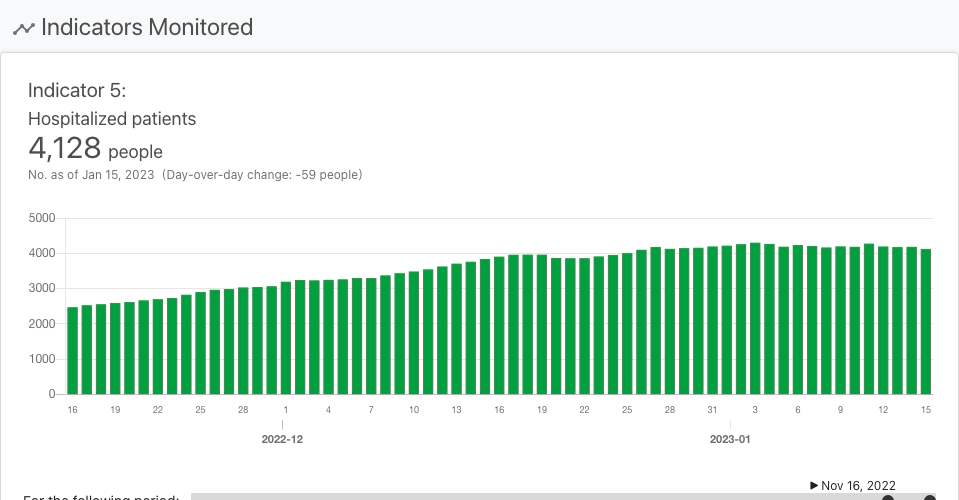 Indicators Monitored
Indicator 5:
Hospitalized patients
4,128 people
No. as of Jan 15, 2023 (Day-over-day change: -59 people)
5000
4000
3000
2000
1000
0
16 19 22 25 28 1 4 7 10 13 16 19 22 25 28 31 3 6 9 12 15
2022-12 2023-01
▶ Nov 16, 2022
For the following period: